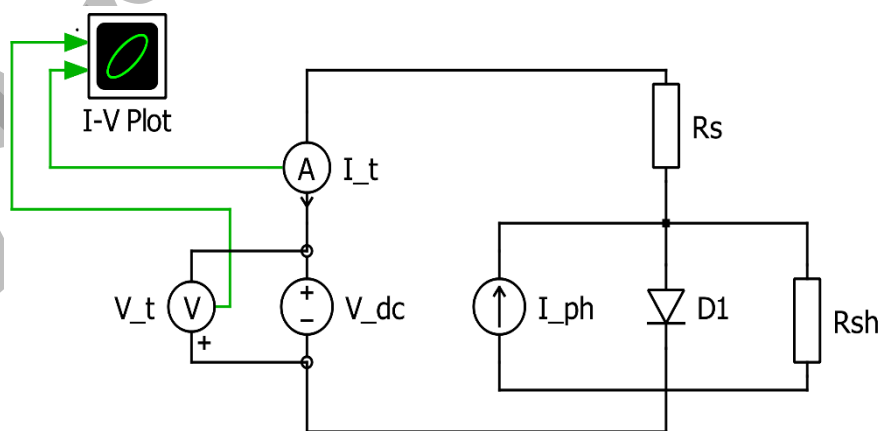 I-V Plot
A
I_t
Rs
V_t
V
+
+
−
V_dc
I_ph
D1
Rsh